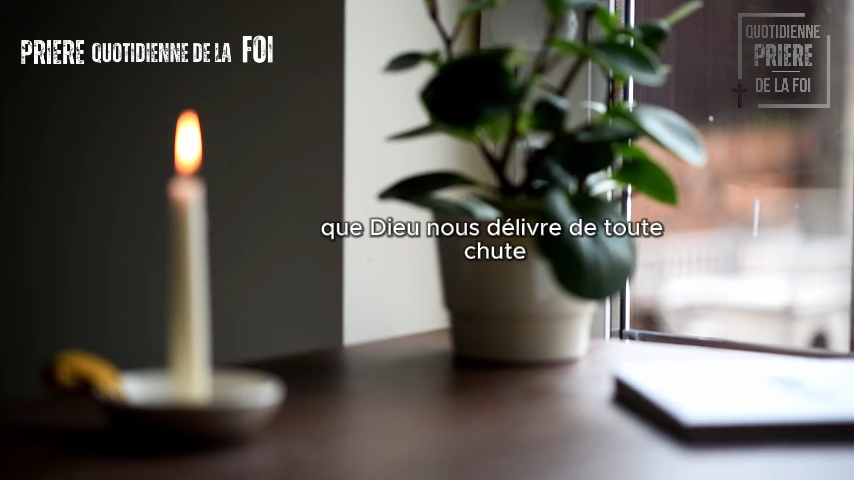 PRIERE QUOTIDIENNE DE LA FOI
QUOTIDIENNE
PRIERE
DE LA FOI
que Dieu nous délivre de toute
chute